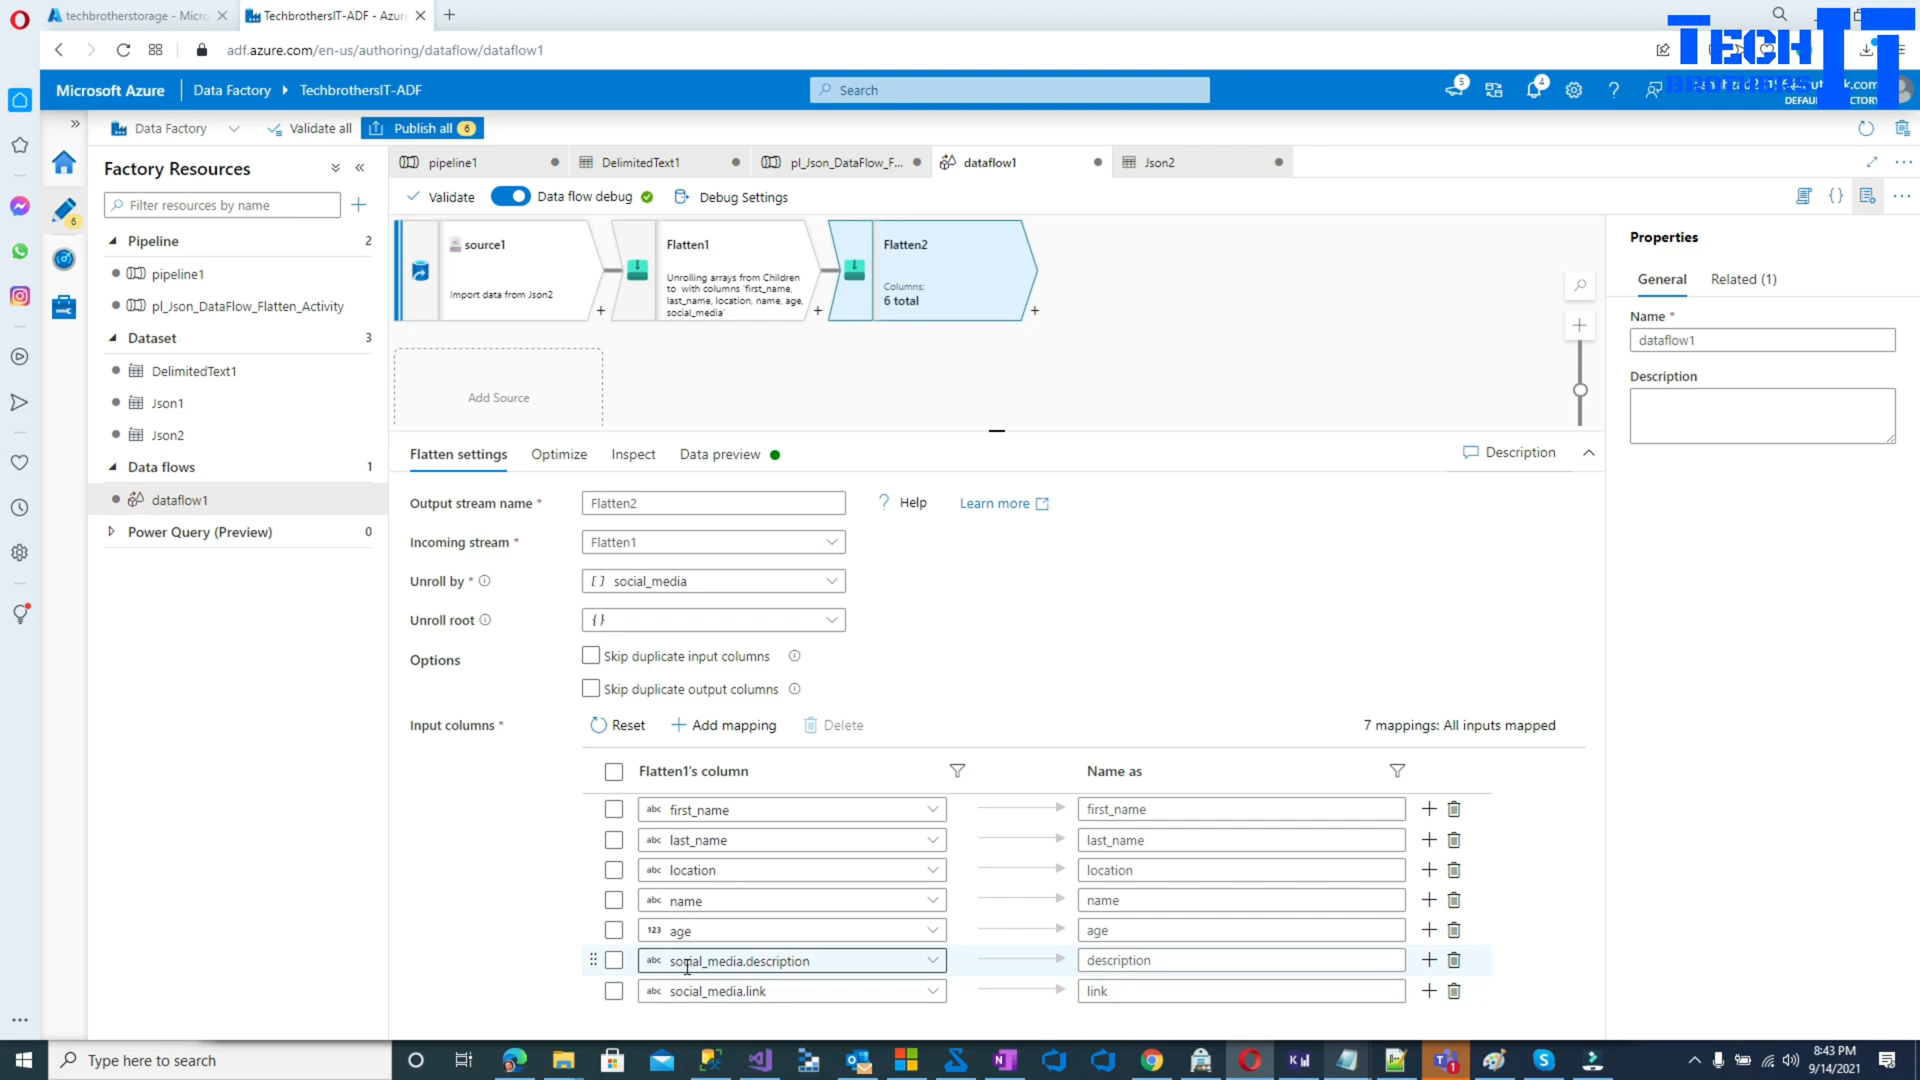 techbrotherstorage - Micro
TechbrothersIT-ADF - Azur
adf.azure.com/en-us/authoring/dataflow/dataflow1
TECH IT
BROTHERS
Microsoft Azure
Data Factory
TechbrothersIT-ADF
Search
5
4
Data Factory
Validate all
Publish all
6
Factory Resources
Filter resources by name
Pipeline
2
pipeline1
pl_Json_DataFlow_Flatten_Activity
Dataset
3
DelimitedText1
Json1
Json2
Data flows
1
dataflow1
Power Query (Preview)
0
6
pipeline1
DelimitedText1
pl_Json_DataFlow_F...
dataflow1
Json2
Validate
Data flow debug
Debug Settings
source1
Import data from Json2
Flatten1
Unrolling arrays from Children
to  with columns 'first_name,
last_name, location, name, age,
social_media'
Flatten2
Columns:
6 total
Add Source
Flatten settings
Optimize
Inspect
Data preview
Description
Output stream name *
Flatten2
Help
Learn more
Incoming stream *
Flatten1
Unroll by *
[] social_media
Unroll root
{}
Options
Skip duplicate input columns
Skip duplicate output columns
Input columns *
Reset
Add mapping
Delete
7 mappings: All inputs mapped
Flatten1's column
Name as
abc first_name
first_name
abc last_name
last_name
abc location
location
abc name
name
123 age
age
abc social_media.description
description
abc social_media.link
link
Properties
General
Related (1)
Name *
dataflow1
Description
Type here to search
8:43 PM
9/14/2021